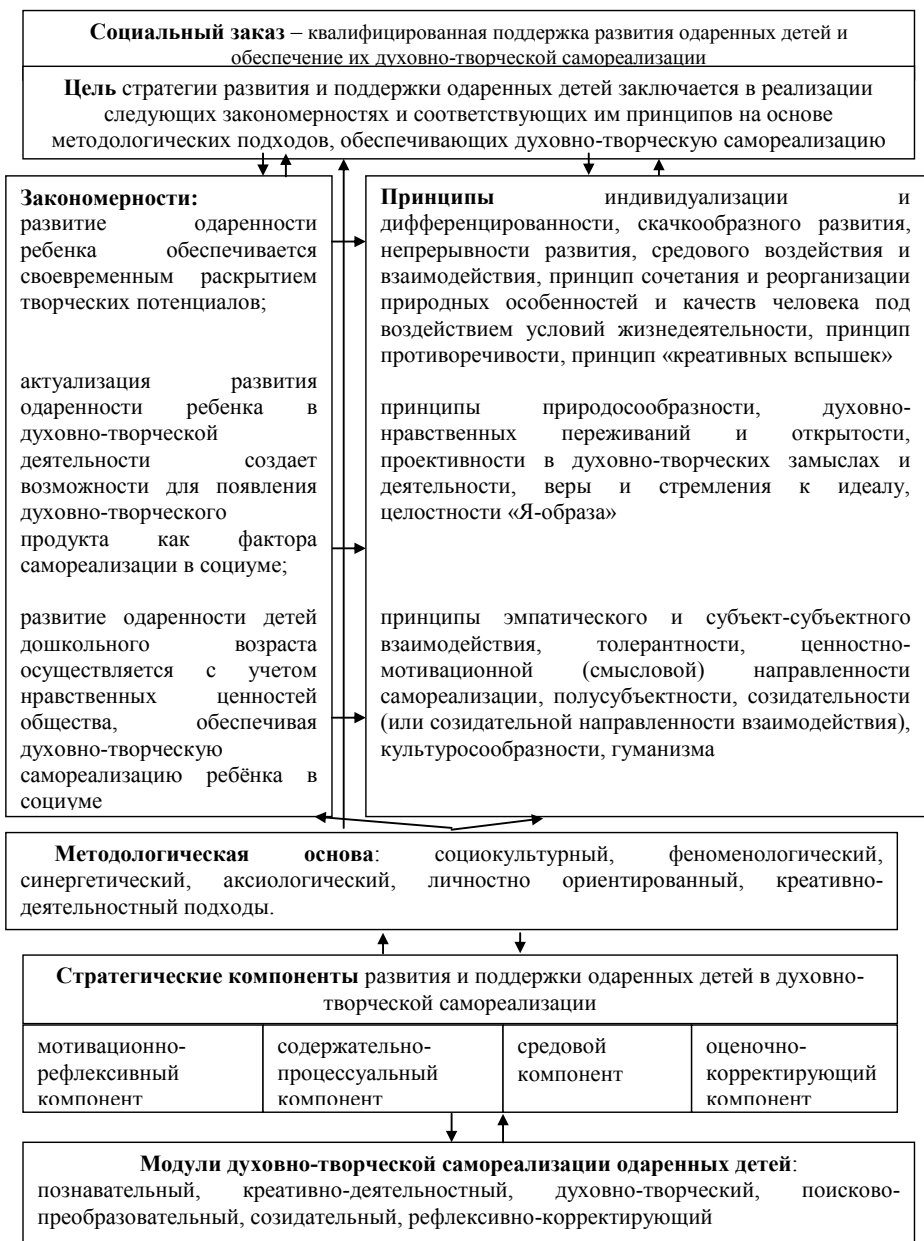 Социальный заказ – квалифицированная поддержка развития одаренных детей и
обеспечение их духовно-творческой самореализации
Цель стратегии развития и поддержки одаренных детей заключается в реализации
следующих закономерностях и соответствующих им принципов на основе
методологических подходов, обеспечивающих духовно-творческую самореализацию
Закономерности:
развитие одаренности
ребенка обеспечивается
своевременным раскрытием
творческих потенциалов;
актуализация развития
одаренности ребенка в
духовно-творческой
деятельности создает
возможности для появления
духовно-творческого
продукта как фактора
самореализации в социуме;
развитие одаренности детей
дошкольного возраста
осуществляется с учетом
нравственных ценностей
общества, обеспечивая
духовно-творческую
самореализацию ребёнка в
социуме
Принципы индивидуализации и
дифференцированности, скачкообразного развития,
непрерывности развития, средового воздействия и
взаимодействия, принцип сочетания и реорганизации
природных особенностей и качеств человека под
воздействием условий жизнедеятельности, принцип
противоречивости, принцип «креативных вспышек»
принципы природосообразности, духовно-
нравственных переживаний и открытости,
проективности в духовно-творческих замыслах и
деятельности, веры и стремления к идеалу,
целостности «Я-образа»
принципы эмпатического и субъект-субъектного
взаимодействия, толерантности, ценностно-
мотивационной (смысловой) направленности
самореализации, полусубъектности, созидательности
(или созидательной направленности взаимодействия),
культуросообразности, гуманизма
Методологическая основа: социокультурный, феноменологический,
синергетический, аксиологический, личностно ориентированный, креативно-
деятельностный подходы.
Стратегические компоненты развития и поддержки одаренных детей в духовно-
творческой самореализации
мотивационно-
рефлексивный
компонент
содержательно-
процессуальный
компонент
средовой
компонент
оценочно-
корректирующий
компонент
Модули духовно-творческой самореализации одаренных детей:
познавательный, креативно-деятельностный, духовно-творческий, поисково-
преобразовательный, созидательный, рефлексивно-корректирующий